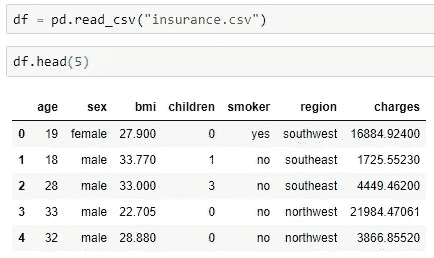 df = pd.read_csv("insurance.csv")
df.head(5)
age sex bmi children smoker region charges
0 19 female 27.900 0 yes southwest 16884.92400
1 18 male 33.770 1 no southeast 1725.55230
2 28 male 33.000 3 no southeast 4449.46200
3 33 male 22.705 0 no northwest 21984.47061
4 32 male 28.880 0 no northwest 3866.85520